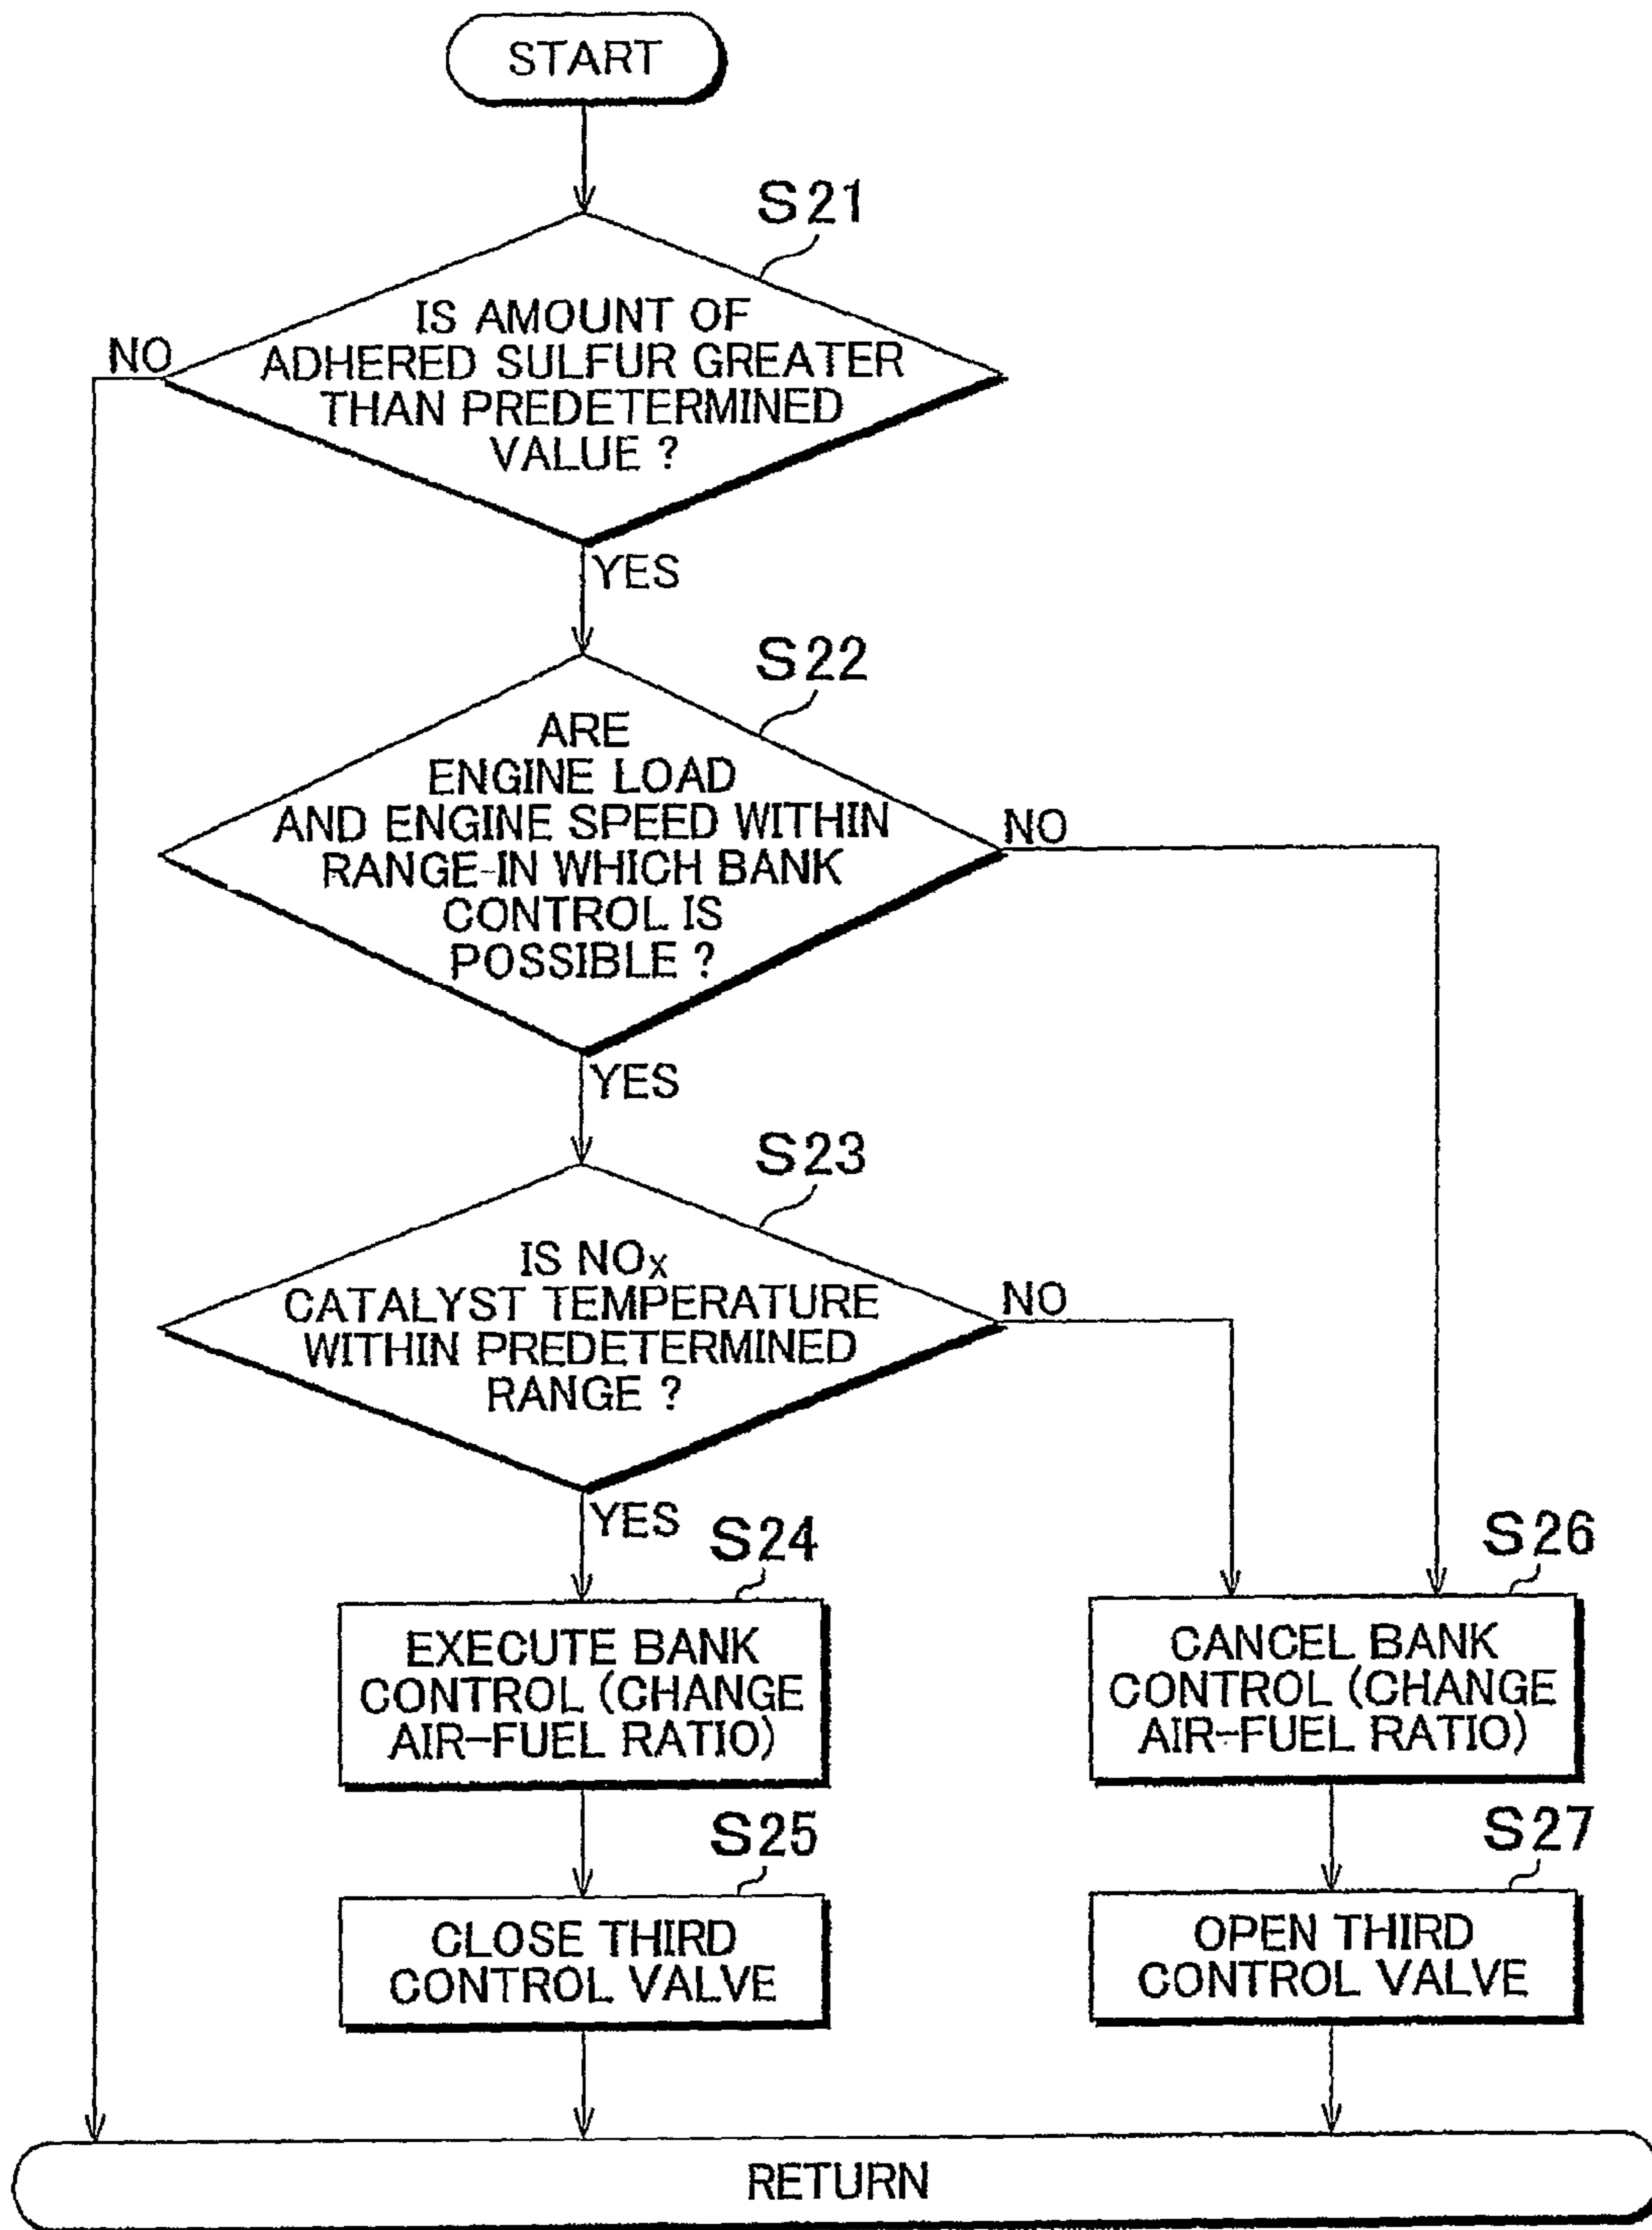 START
S21
IS AMOUNT OF
ADHERED SULFUR GREATER
THAN PREDETERMINED
VALUE ?
NO
YES
S22
ARE
ENGINE LOAD
AND ENGINE SPEED WITHIN
RANGE-IN WHICH BANK
CONTROL IS
POSSIBLE ?
NO
YES
S23
IS NOX
CATALYST TEMPERATURE
WITHIN PREDETERMINED
RANGE ?
NO
YES
S24
EXECUTE BANK
CONTROL (CHANGE
AIR-FUEL RATIO)
S26
CANCEL BANK
CONTROL (CHANGE
AIR-FUEL RATIO)
S25
CLOSE THIRD
CONTROL VALVE
S27
OPEN THIRD
CONTROL VALVE
RETURN